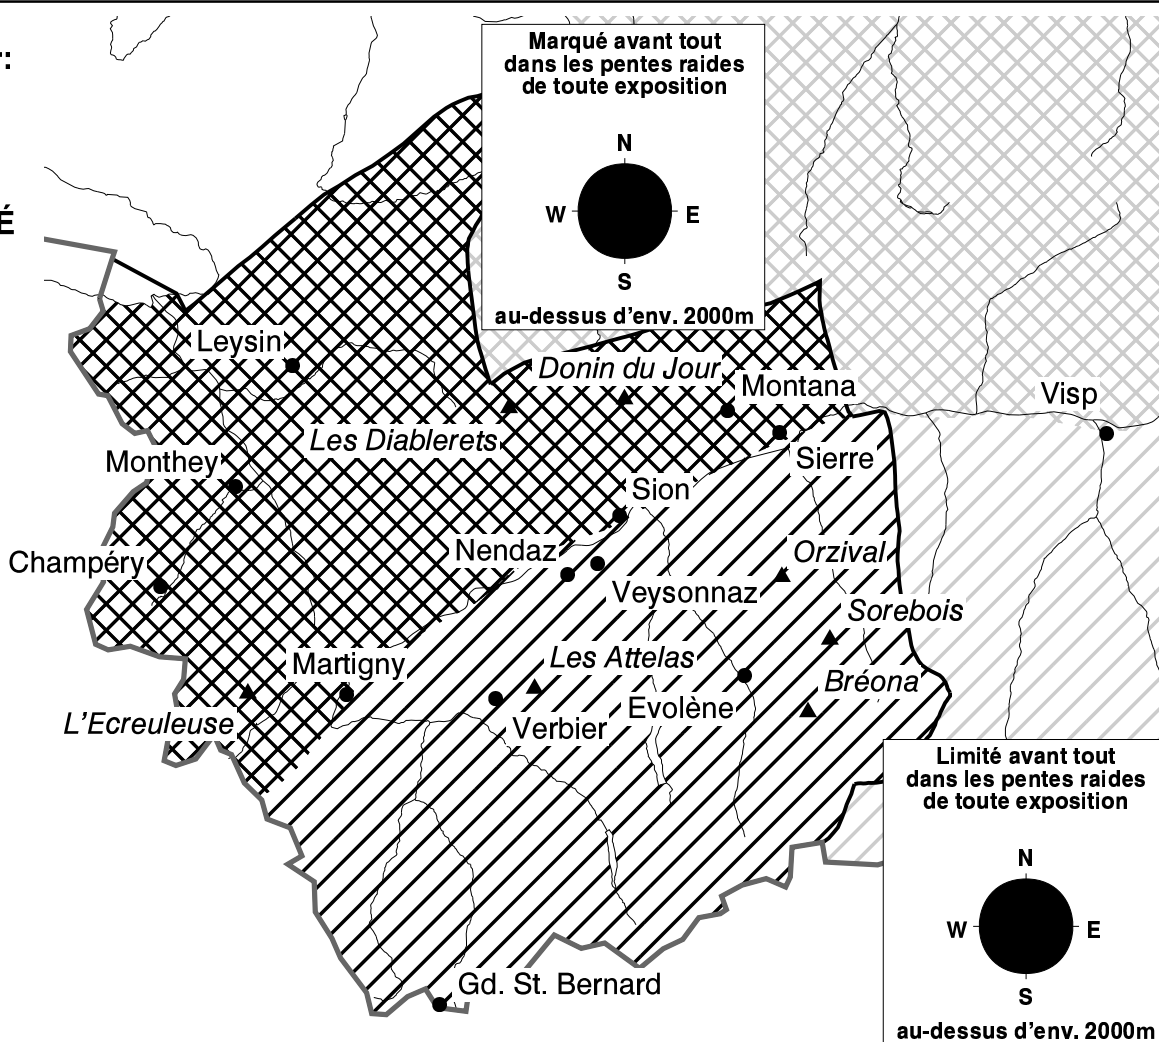 Marqué avant tout
dans les pentes raides
de toute exposition
N
W E
S
au-dessus d'env. 2000m
r:
É
Leysin
Donin du Jour
Montana
Visp
Les Diablerets
Monthey
Sierre
Sion
Nendaz
Orzival
Champéry
Veysonnaz
Sorebois
Martigny
Les Attelas
Bréona
L'Ecreuleuse
Evolène
Verbier
Limité avant tout
dans les pentes raides
de toute exposition
N
W E
S
au-dessus d'env. 2000m
Gd. St. Bernard